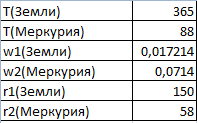 T(Земли) 365
T(Меркурия) 88
w1(Земли) 0,017214
w2(Меркурия) 0,0714
r1(Земли) 150
r2(Меркурия) 58